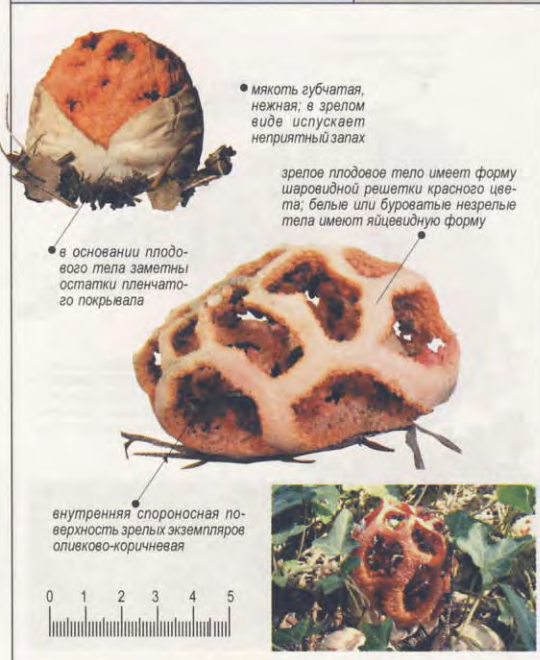 мякоть губчатая,
нежная; в зрелом
виде испускает
неприятный запах
зрелое плодовое тело имеет форму
шаровидной решетки красного цве-
та; белые или буроватые незрелые
тела имеют яйцевидную форму
в основании плодо-
вого тела заметны
остатки пленчато-
го покрывала
внутренняя спороносная по-
верхность зрелых экземпляров
оливково-коричневая
0 1 2 3 4 5